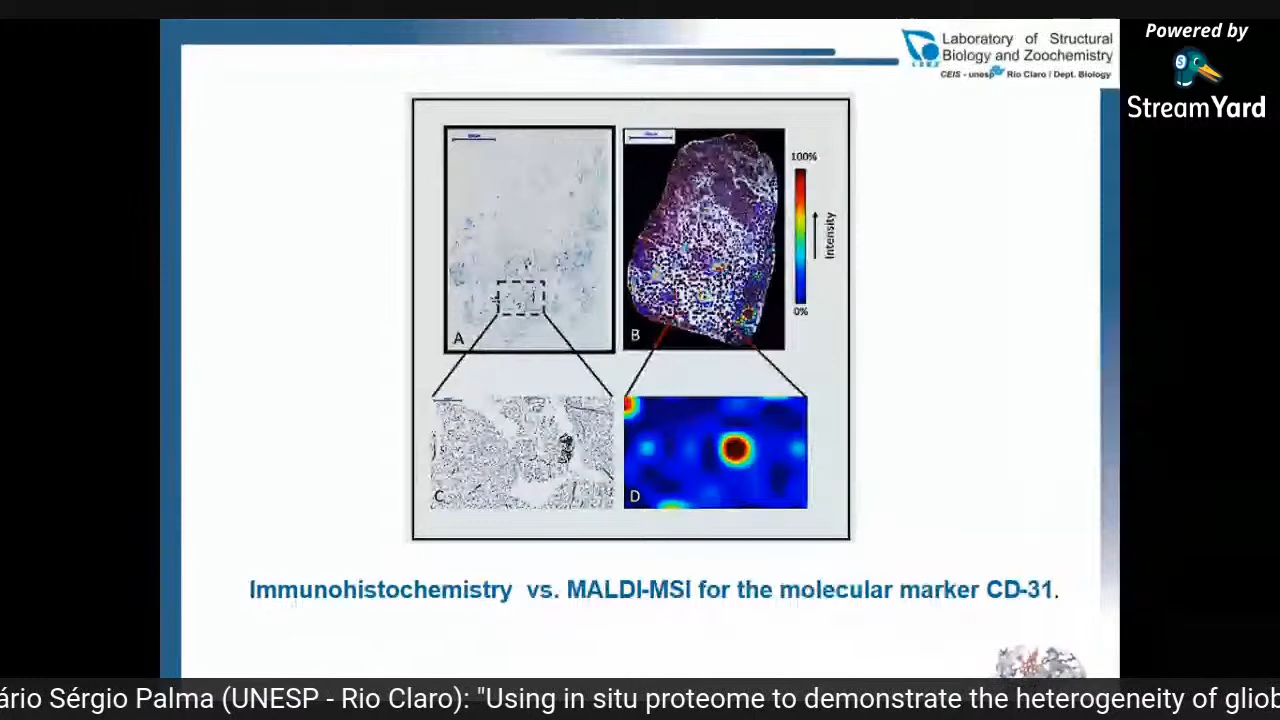 Laboratory of Structural
Biology and Zoochemistry
CEIS - unesp Rio Claro / Dept. Biology
Powered by
StreamYard
100%
Intensity
0%
A
B
C
D
Immunohistochemistry vs. MALDI-MSI for the molecular marker CD-31.
ário Sérgio Palma (UNESP - Rio Claro): "Using in situ proteome to demonstrate the heterogeneity of gliob